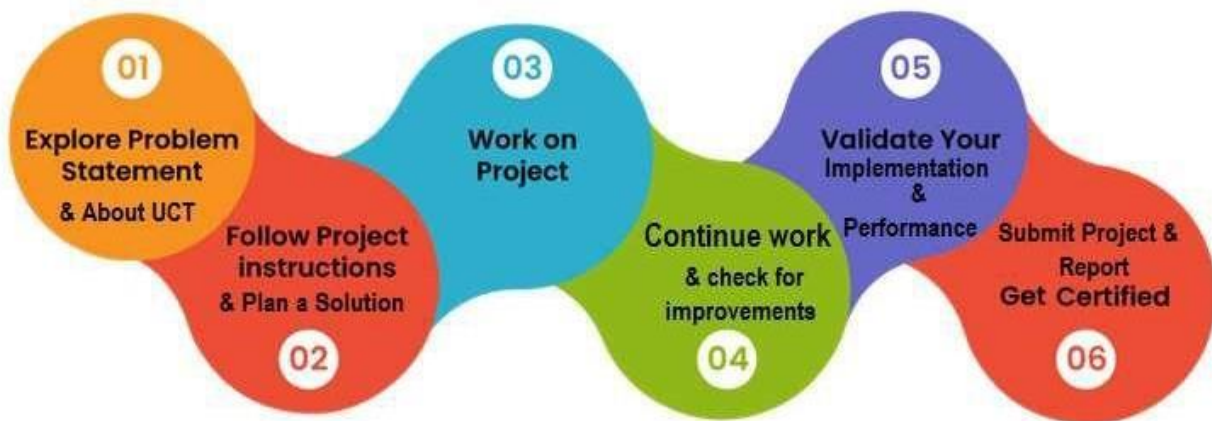 01
Explore Problem
Statement
& About UCT
Follow Project
instructions
& Plan a Solution
02
03
Work on
Project
Continue work
& check for
improvements
04
05
Validate Your
Implementation
&
Performance
Submit Project &
Report
Get Certified
06